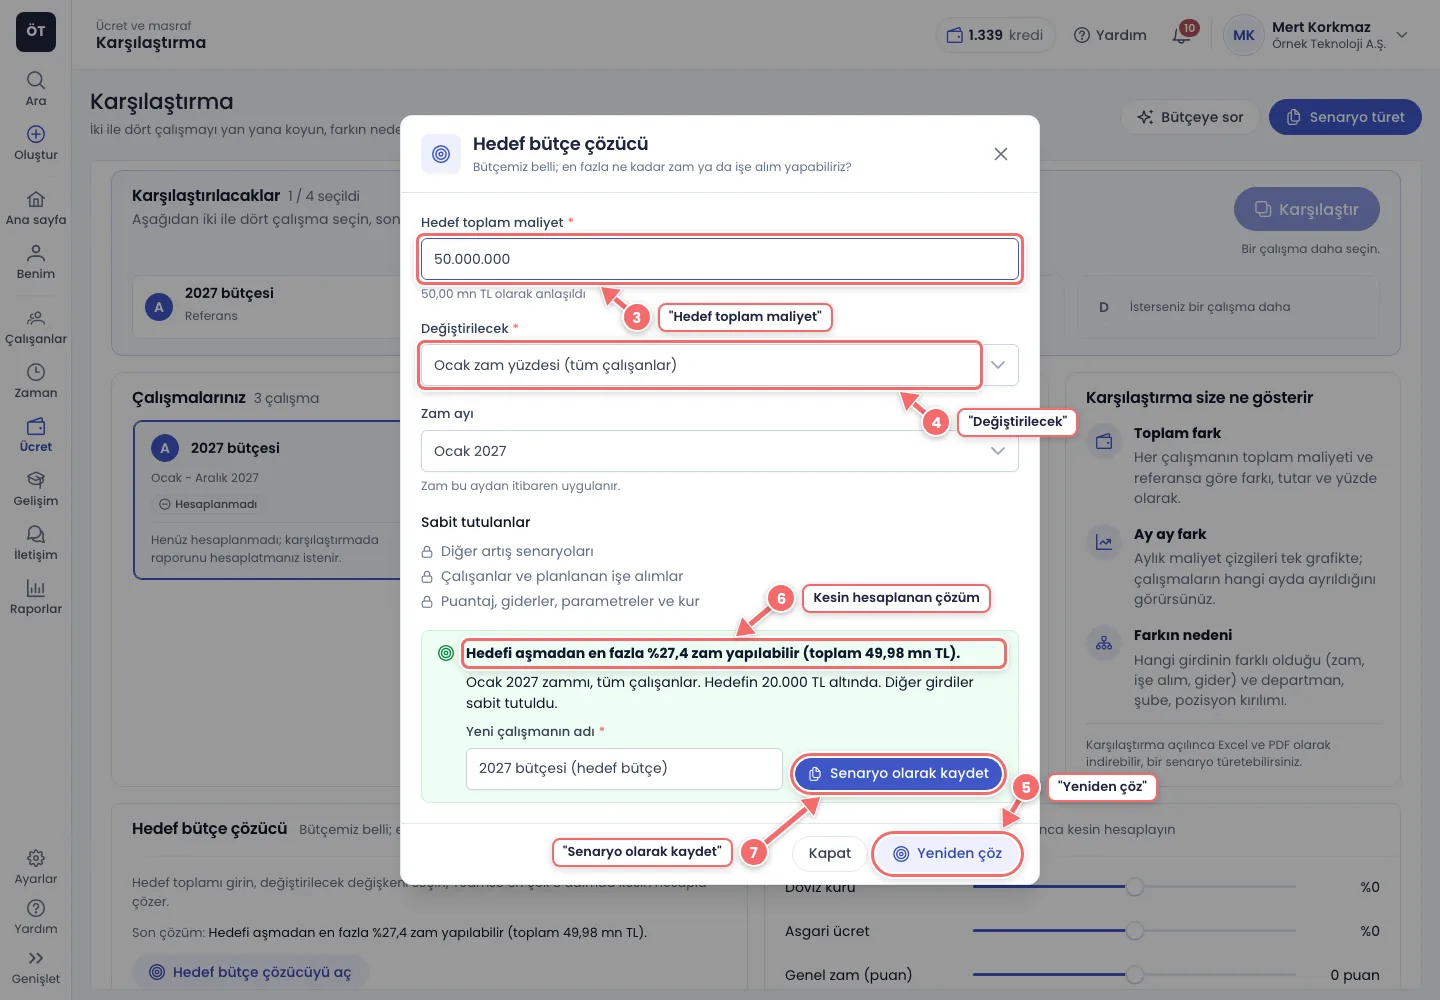 ÖT
Ücret ve masraf
Karşılaştırma
1.339 kredi
Yardım
10
MK
Mert Korkmaz
Örnek Teknoloji A.Ş.
Ara
Oluştur
Ana sayfa
Benim
Çalışanlar
Zaman
Ücret
Gelişim
İletişim
Raporlar
Ayarlar
Yardım
Genişlet
Karşılaştırma
İki ile dört çalışmayı yan yana koyun, farkın nede
Bütçeye sor
Senaryo türet
Karşılaştırılacaklar 1 / 4 seçildi
Aşağıdan iki ile dört çalışma seçin, son
Karşılaştır
Bir çalışma daha seçin.
A
2027 bütçesi
Referans
D
İsterseniz bir çalışma daha
Çalışmalarınız 3 çalışma
A
2027 bütçesi
Ocak - Aralık 2027
Hesaplanmadı
Henüz hesaplanmadı; karşılaştırmada
raporunu hesaplatmanız istenir.
Hedef bütçe çözücü
Bütçemiz belli; en fazla ne kadar zam ya da işe alım yapabiliriz?
Hedef toplam maliyet *
50.000.000
50,00 mn TL olarak anlaşıldı
3
"Hedef toplam maliyet"
Değiştirilecek *
Ocak zam yüzdesi (tüm çalışanlar)
4
"Değiştirilecek"
Zam ayı
Ocak 2027
Zam bu aydan itibaren uygulanır.
Sabit tutulanlar
Diğer artış senaryoları
Çalışanlar ve planlanan işe alımlar
Puantaj, giderler, parametreler ve kur
6
Kesin hesaplanan çözüm
Hedefi aşmadan en fazla %27,4 zam yapılabilir (toplam 49,98 mn TL).
Ocak 2027 zammı, tüm çalışanlar. Hedefin 20.000 TL altında. Diğer girdiler
sabit tutuldu.
Yeni çalışmanın adı *
2027 bütçesi (hedef bütçe)
Senaryo olarak kaydet
5
"Yeniden çöz"
"Senaryo olarak kaydet"
7
Kapat
Yeniden çöz
Karşılaştırma size ne gösterir
Toplam fark
Her çalışmanın toplam maliyeti ve
referansa göre farkı, tutar ve yüzde
olarak.
Ay ay fark
Aylık maliyet çizgileri tek grafikte;
çalışmaların hangi ayda ayrıldığını
görürsünüz.
Farkın nedeni
Hangi girdinin farklı olduğu (zam,
işe alım, gider) ve departman,
şube, pozisyon kırılımı.
Karşılaştırma açılınca Excel ve PDF olarak
indirebilir, bir senaryo türetebilirsiniz.
Hedef bütçe çözücü Bütçemiz belli; e
Hedef toplamı girin, değiştirilecek değişkeni
çözer.
Son çözüm: Hedefi aşmadan en fazla %27,4 zam yapılabilir (toplam 49,98 mn TL).
Hedef bütçe çözücüyü aç
nca kesin hesaplayın
Döviz kuru
%0
Asgari ücret
%0
Genel zam (puan)
0 puan